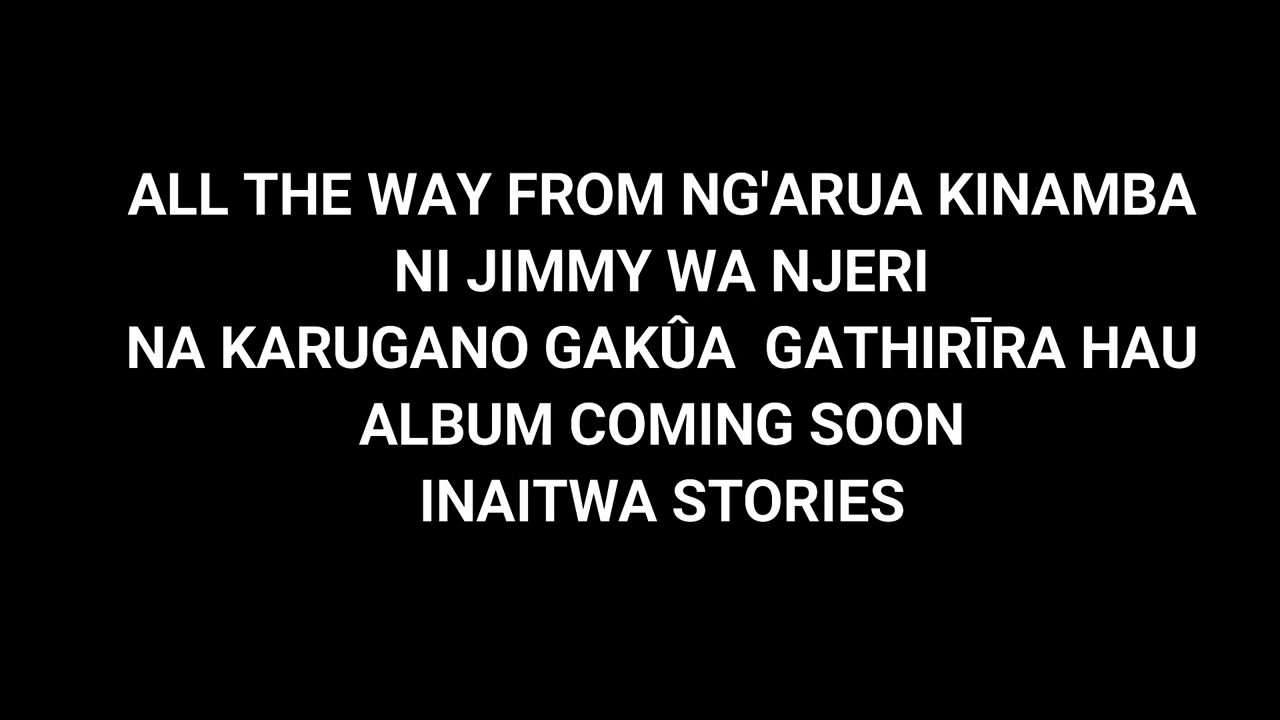 ALL THE WAY FROM NG'ARUA KINAMBA
NI JIMMY WA NJERI
NA KARUGANO GAKÛA  GATHIRĪRA HAU
ALBUM COMING SOON
INAITWA STORIES